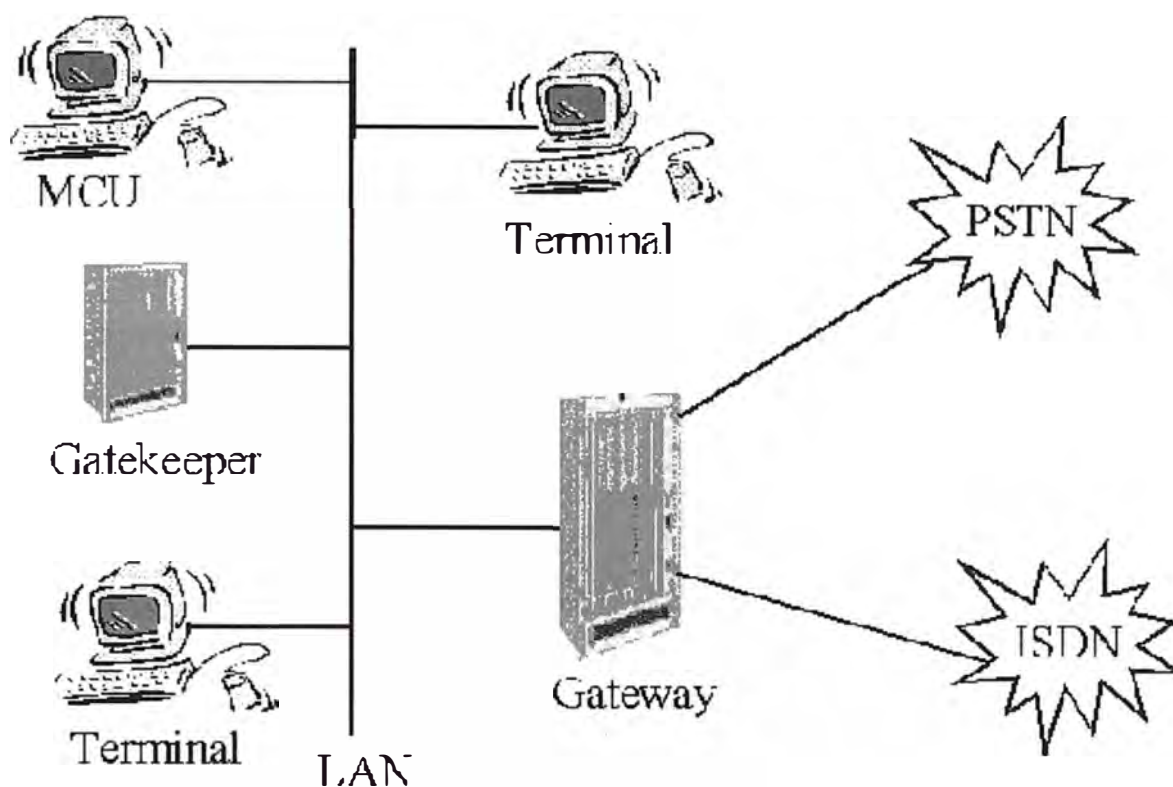 MCU
Terminal
PSTN
Gatekeeper
Gateway
ISDN
Terminal
LAN